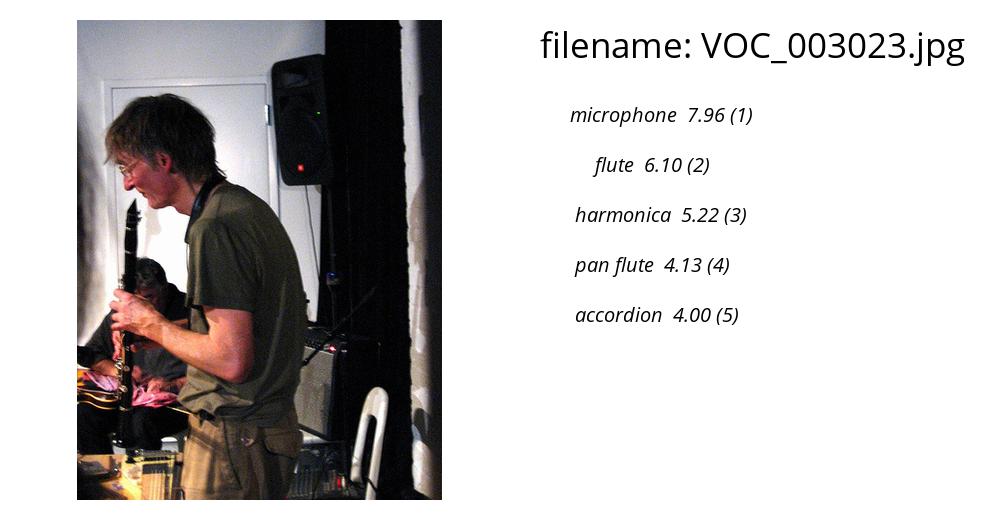 filename: VOC_003023.jpg
microphone 7.96 (1)
flute 6.10 (2)
harmonica 5.22 (3)
pan flute 4.13 (4)
accordion 4.00 (5)